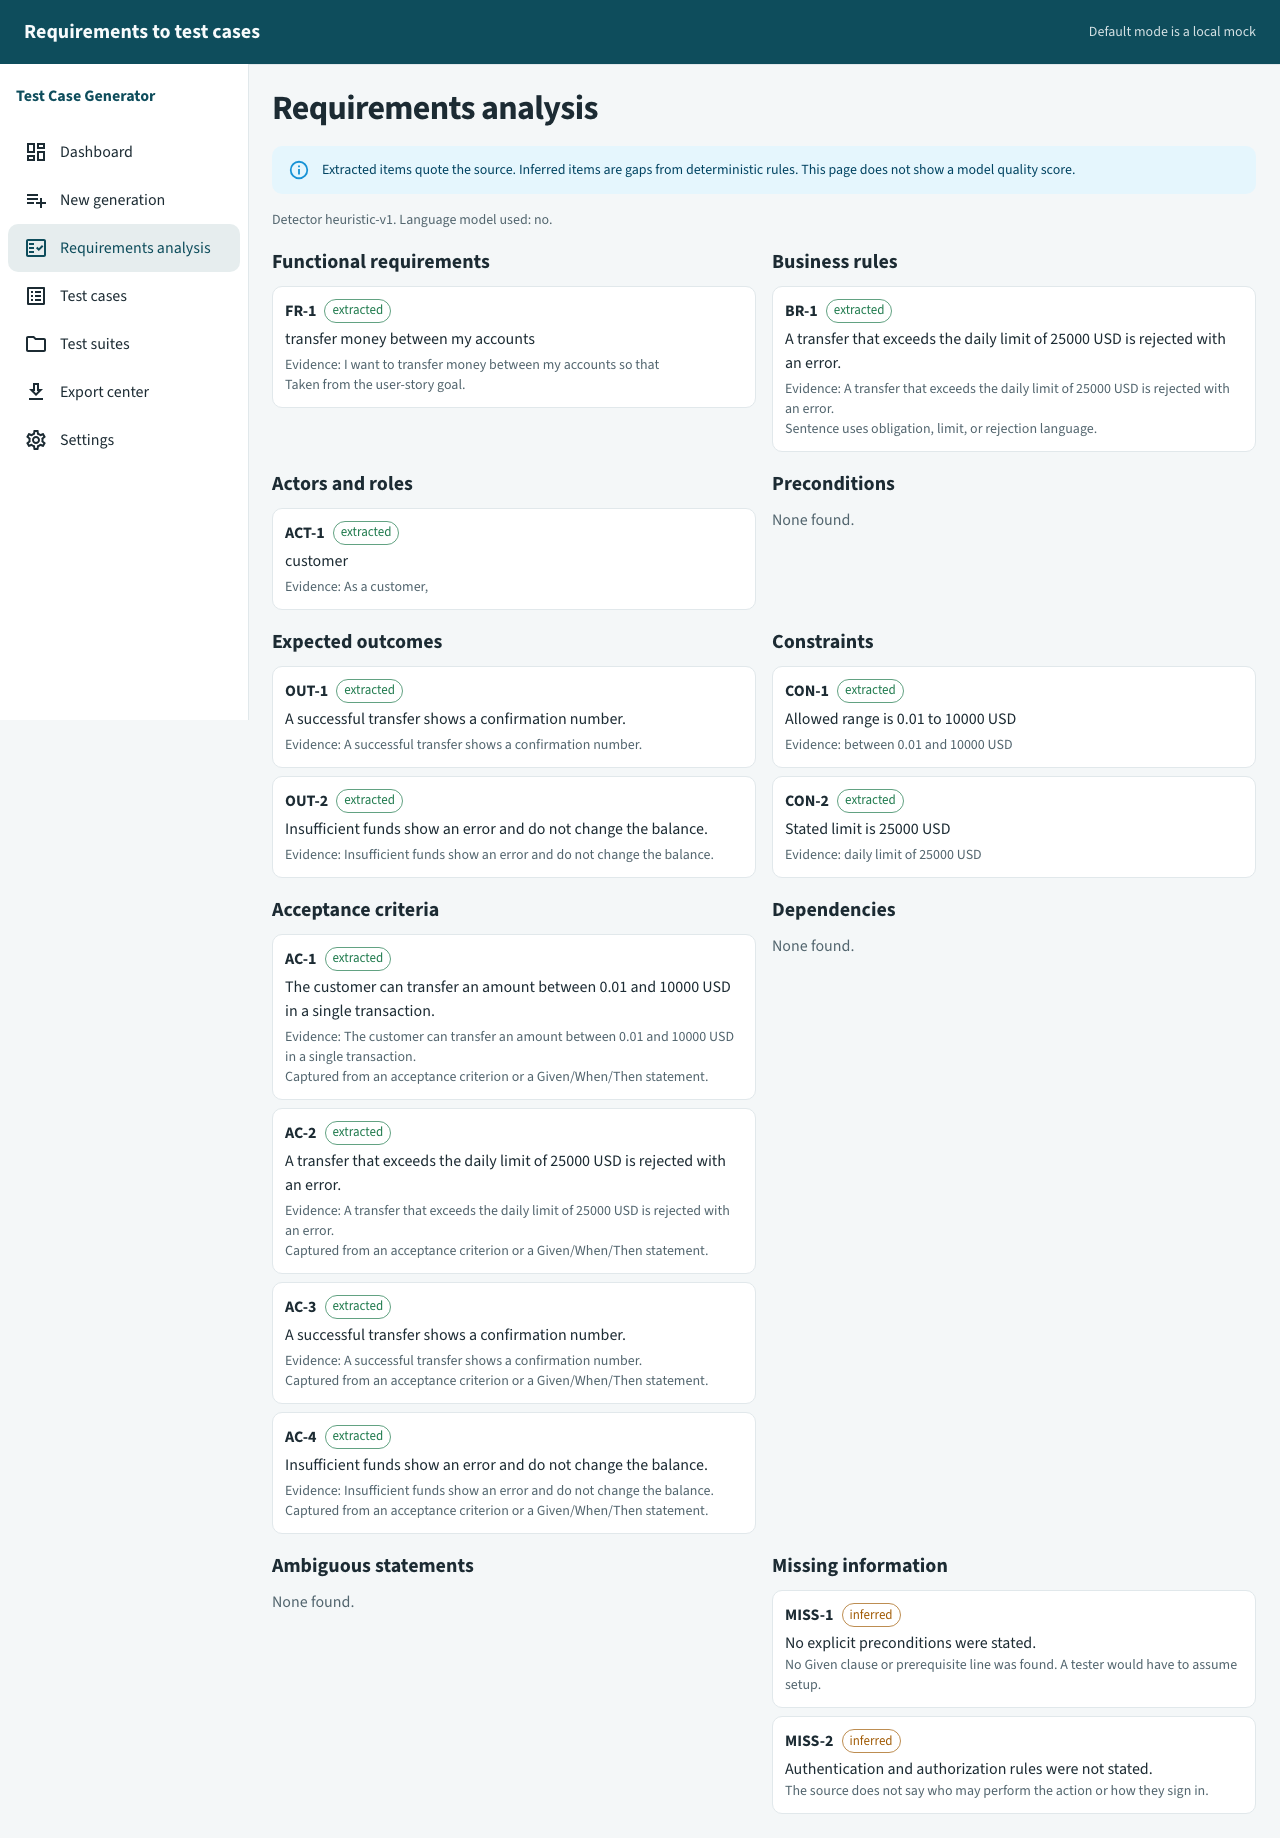 Requirements to test cases
Default mode is a local mock
Test Case Generator
Dashboard
New generation
Requirements analysis
Test cases
Test suites
Export center
Settings
Requirements analysis
Extracted items quote the source. Inferred items are gaps from deterministic rules. This page does not show a model quality score.
Detector heuristic-v1. Language model used: no.
Functional requirements
FR-1 extracted
transfer money between my accounts
Evidence: I want to transfer money between my accounts so that
Taken from the user-story goal.
Business rules
BR-1 extracted
A transfer that exceeds the daily limit of 25000 USD is rejected with
an error.
Evidence: A transfer that exceeds the daily limit of 25000 USD is rejected with
an error.
Sentence uses obligation, limit, or rejection language.
Actors and roles
ACT-1 extracted
customer
Evidence: As a customer,
Preconditions
None found.
Expected outcomes
OUT-1 extracted
A successful transfer shows a confirmation number.
Evidence: A successful transfer shows a confirmation number.
OUT-2 extracted
Insufficient funds show an error and do not change the balance.
Evidence: Insufficient funds show an error and do not change the balance.
Constraints
CON-1 extracted
Allowed range is 0.01 to 10000 USD
Evidence: between 0.01 and 10000 USD
CON-2 extracted
Stated limit is 25000 USD
Evidence: daily limit of 25000 USD
Acceptance criteria
AC-1 extracted
The customer can transfer an amount between 0.01 and 10000 USD
in a single transaction.
Evidence: The customer can transfer an amount between 0.01 and 10000 USD
in a single transaction.
Captured from an acceptance criterion or a Given/When/Then statement.
AC-2 extracted
A transfer that exceeds the daily limit of 25000 USD is rejected with
an error.
Evidence: A transfer that exceeds the daily limit of 25000 USD is rejected with
an error.
Captured from an acceptance criterion or a Given/When/Then statement.
AC-3 extracted
A successful transfer shows a confirmation number.
Evidence: A successful transfer shows a confirmation number.
Captured from an acceptance criterion or a Given/When/Then statement.
AC-4 extracted
Insufficient funds show an error and do not change the balance.
Evidence: Insufficient funds show an error and do not change the balance.
Captured from an acceptance criterion or a Given/When/Then statement.
Dependencies
None found.
Ambiguous statements
None found.
Missing information
MISS-1 inferred
No explicit preconditions were stated.
No Given clause or prerequisite line was found. A tester would have to assume
setup.
MISS-2 inferred
Authentication and authorization rules were not stated.
The source does not say who may perform the action or how they sign in.